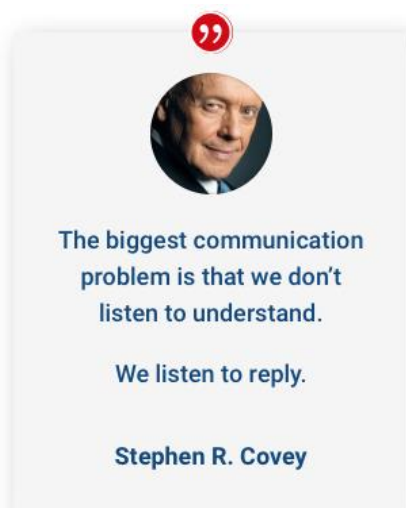 The biggest communication
problem is that we don’t
listen to understand.
We listen to reply.
Stephen R. Covey